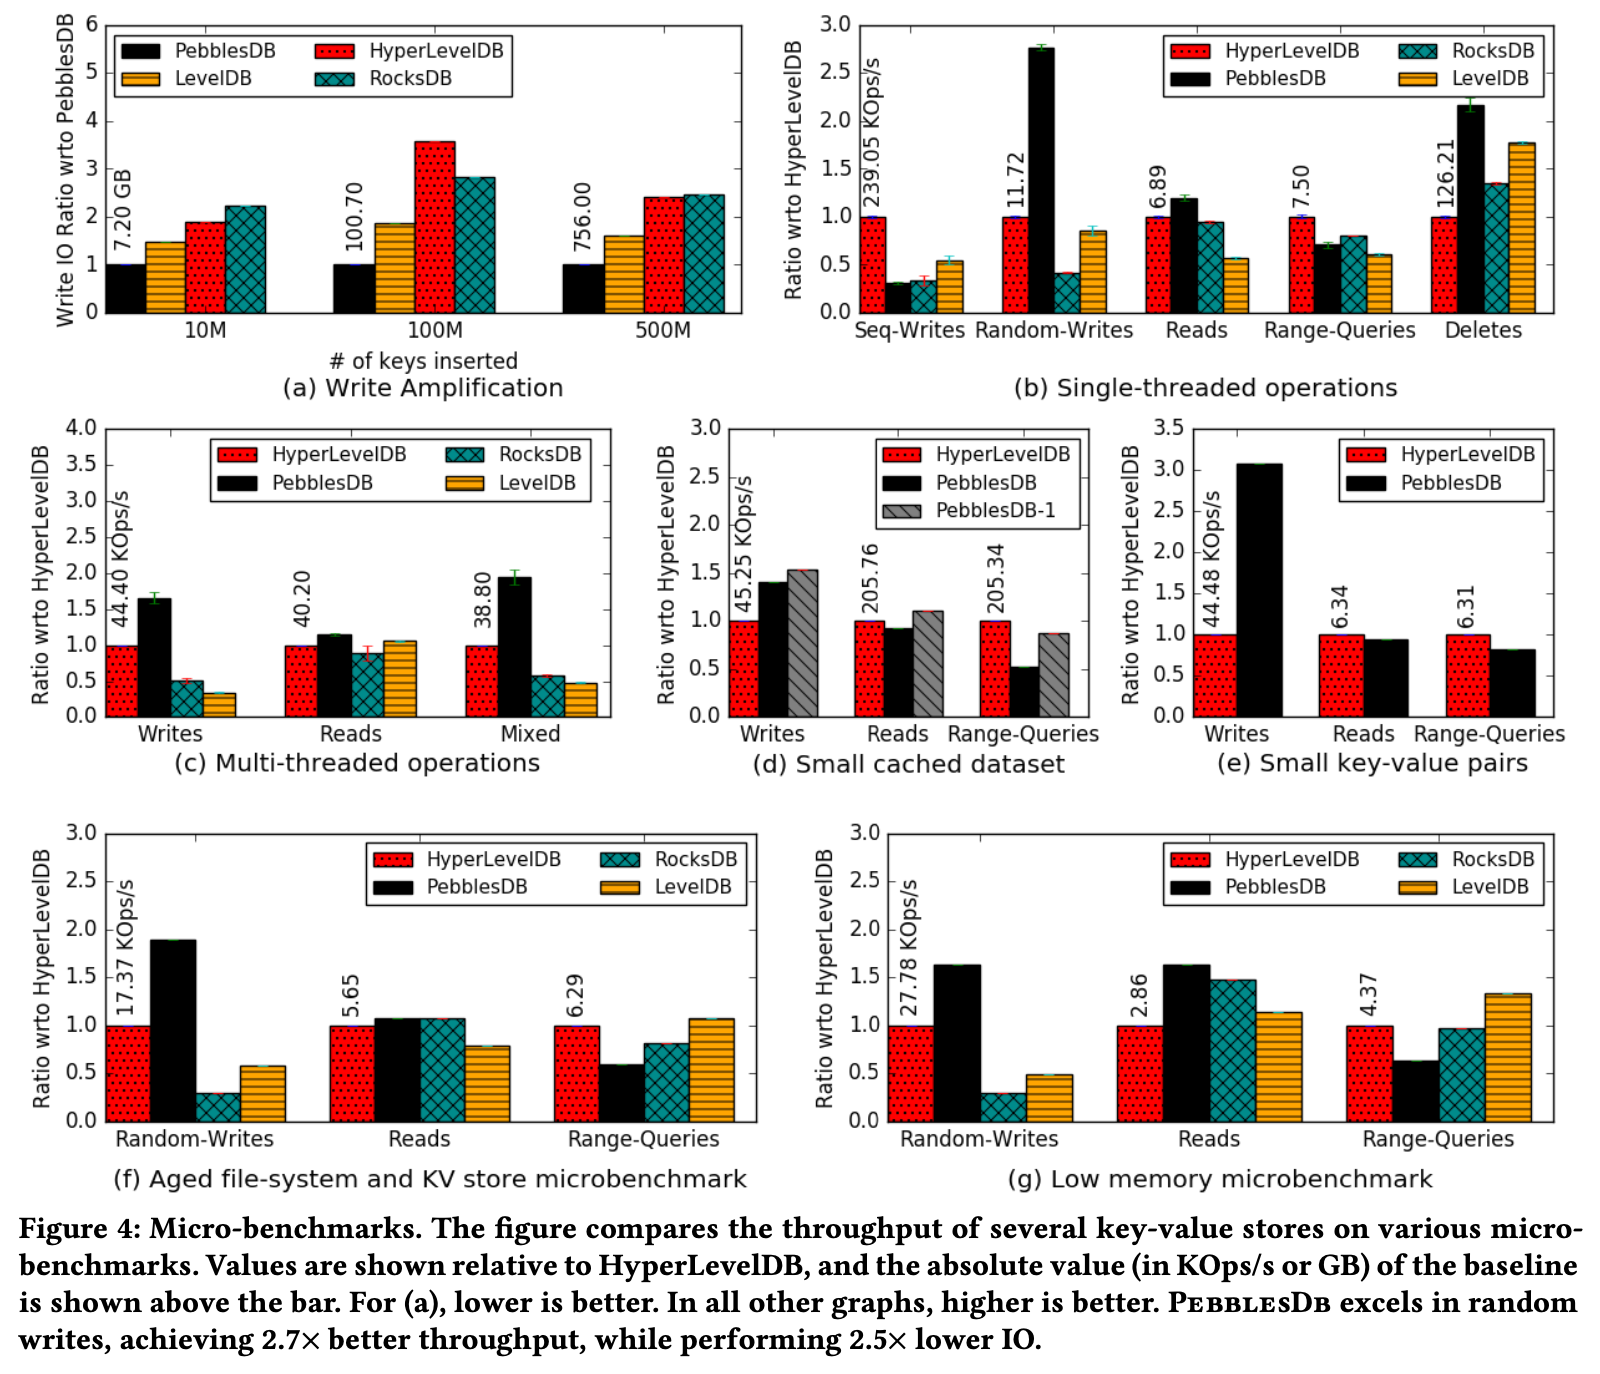 Write IO Ratio wrto PebblesDB
6
5
4
3
2
1
0
PebblesDB
HyperLevelDB
LevelDB
RocksDB
7.20 GB
100.70
756.00
10M
100M
500M
# of keys inserted
(a) Write Amplification
Ratio wrto HyperLevelDB
3.0
2.5
2.0
1.5
1.0
0.5
0.0
HyperLevelDB
RocksDB
PebblesDB
LevelDB
239.05 KOps/s
11.72
6.89
7.50
126.21
Seq-Writes
Random-Writes
Reads
Range-Queries
Deletes
(b) Single-threaded operations
Ratio wrto HyperLevelDB
4.0
3.5
3.0
2.5
2.0
1.5
1.0
0.5
0.0
HyperLevelDB
RocksDB
PebblesDB
LevelDB
44.40 KOps/s
40.20
38.80
Writes
Reads
Mixed
(c) Multi-threaded operations
Ratio wrto HyperLevelDB
3.0
2.5
2.0
1.5
1.0
0.5
0.0
HyperLevelDB
PebblesDB
PebblesDB-1
45.25 KOps/s
205.76
205.34
Writes
Reads
Range-Queries
(d) Small cached dataset
Ratio wrto HyperLevelDB
3.5
3.0
2.5
2.0
1.5
1.0
0.5
0.0
HyperLevelDB
PebblesDB
44.48 KOps/s
6.34
6.31
Writes
Reads
Range-Queries
(e) Small key-value pairs
Ratio wrto HyperLevelDB
3.0
2.5
2.0
1.5
1.0
0.5
0.0
HyperLevelDB
RocksDB
PebblesDB
LevelDB
17.37 KOps/s
5.65
6.29
Random-Writes
Reads
Range-Queries
(f) Aged file-system and KV store microbenchmark
Ratio wrto HyperLevelDB
3.0
2.5
2.0
1.5
1.0
0.5
0.0
HyperLevelDB
RocksDB
PebblesDB
LevelDB
27.78 KOps/s
2.86
4.37
Random-Writes
Reads
Range-Queries
(g) Low memory microbenchmark
Figure 4: Micro-benchmarks. The figure compares the throughput of several key-value stores on various micro-
benchmarks. Values are shown relative to HyperLevelDB, and the absolute value (in KOps/s or GB) of the baseline
is shown above the bar. For (a), lower is better. In all other graphs, higher is better. PEBBLESDB excels in random
writes, achieving 2.7× better throughput, while performing 2.5× lower IO.